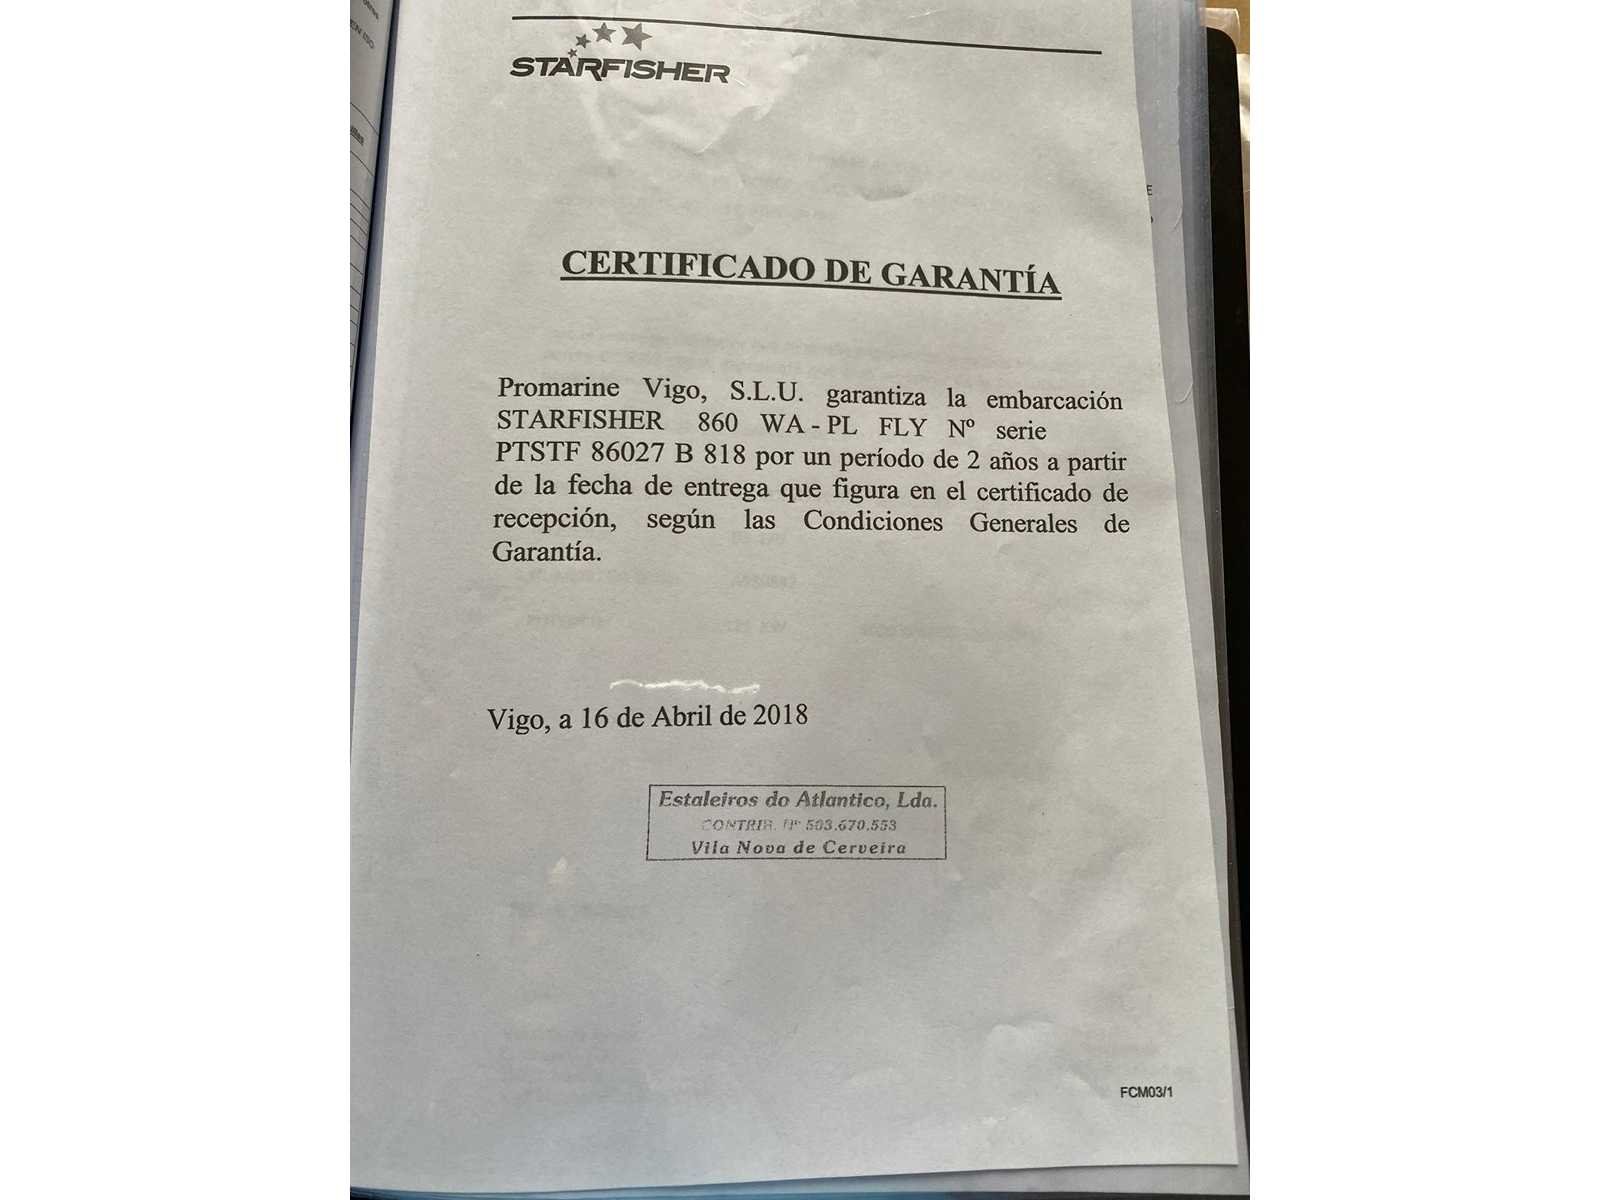 STARFISHER
CERTIFICADO DE GARANTÍA
Promarine Vigo, S.L.U. garantiza la embarcación
STARFISHER 860 WA - PL FLY Nº serie
PTSTF 86027 B 818 por un período de 2 años a partir
de la fecha de entrega que figura en el certificado de
recepción, según las Condiciones Generales de
Garantía.
Vigo, a 16 de Abril de 2018
Estaleiros do Atlantico, Lda.
CONTRIB. Nº 503.670.553
Vila Nova de Cerveira
FCM03/1